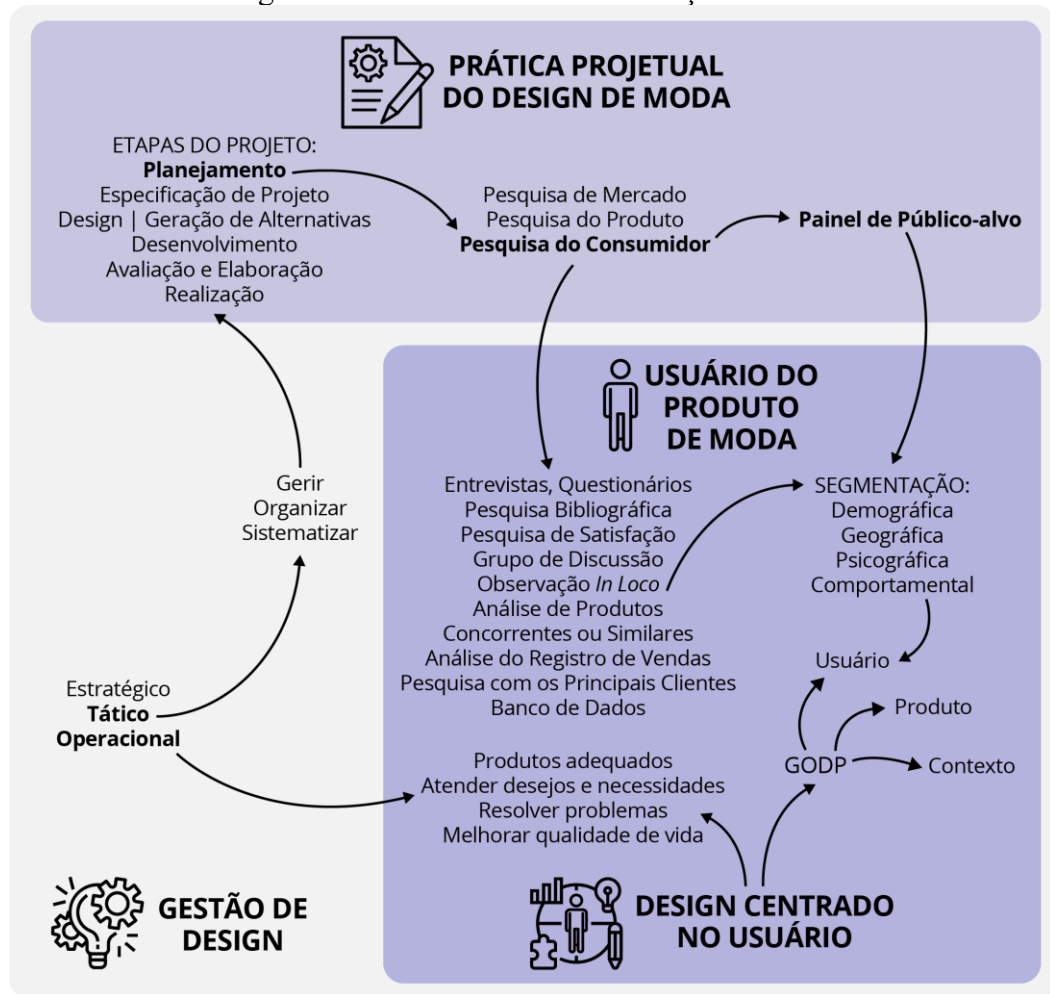 PRÁTICA PROJETUAL
DO DESIGN DE MODA
ETAPAS DO PROJETO:
Planejamento
Especificação de Projeto
Design | Geração de Alternativas
Desenvolvimento
Avaliação e Elaboração
Realização
Pesquisa de Mercado
Pesquisa do Produto
Pesquisa do Consumidor
Painel de Público-alvo
USUÁRIO DO
PRODUTO
DE MODA
Gerir
Organizar
Sistematizar
Entrevistas, Questionários
Pesquisa Bibliográfica
Pesquisa de Satisfação
Grupo de Discussão
Observação In Loco
Análise de Produtos
Concorrentes ou Similares
Análise do Registro de Vendas
Pesquisa com os Principais Clientes
Banco de Dados
SEGMENTAÇÃO:
Demográfica
Geográfica
Psicográfica
Comportamental
Usuário
Produto
GODP
Contexto
Estratégico
Tático
Operacional
Produtos adequados
Atender desejos e necessidades
Resolver problemas
Melhorar qualidade de vida
GESTÃO DE
DESIGN
DESIGN CENTRADO
NO USUÁRIO